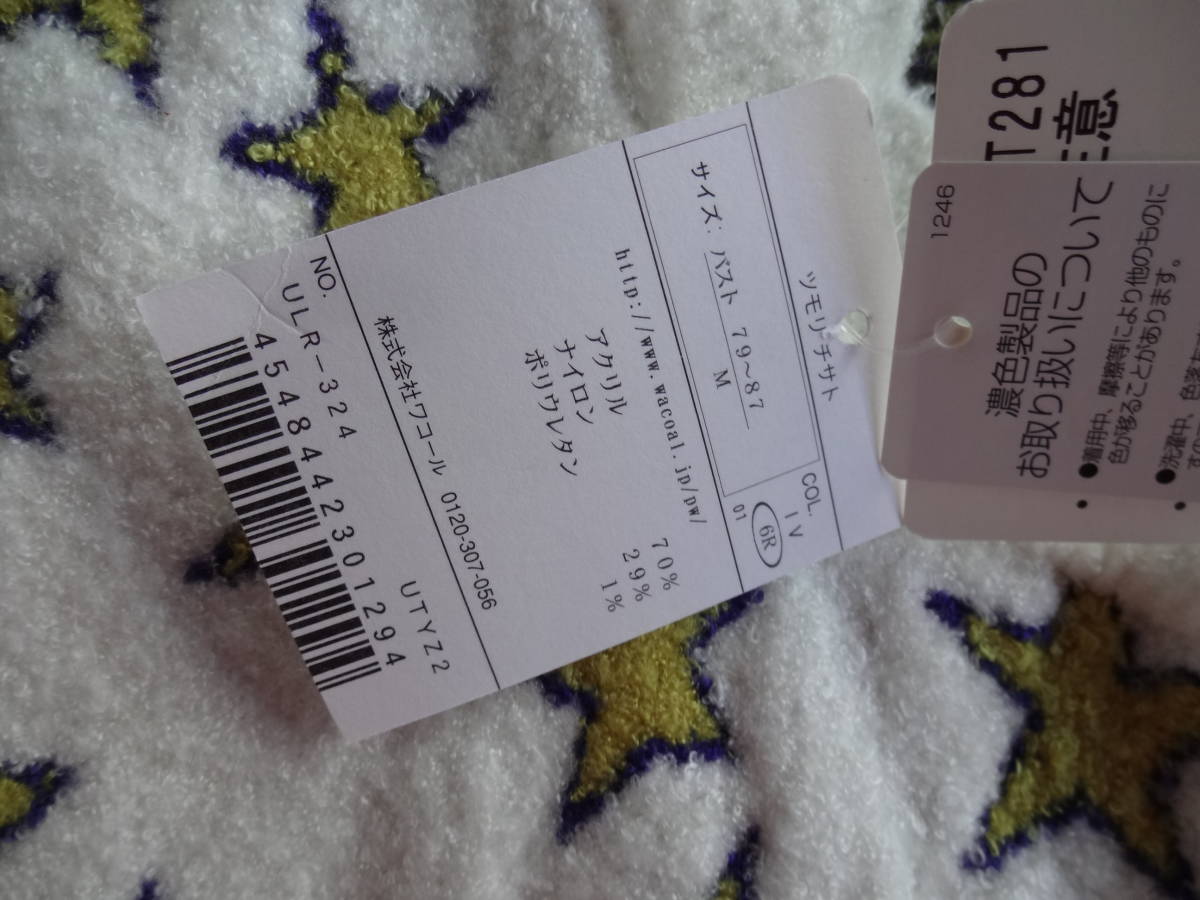 ツモリチサト
COL.
IV
サイズ: バスト 79~87
M
6R
01
http://www.wacoal.jp/pw/
アクリル 70%
ナイロン 29%
ポリウレタン 1%
株式会社ワコール 0120-307-056
NO.
ULR-324
UTYZ2
4548442301294
T281
注意
1246
濃色製品の
お取り扱いについて
●着用中、摩擦等により他のものに
色が移ることがあります。
●洗濯中、